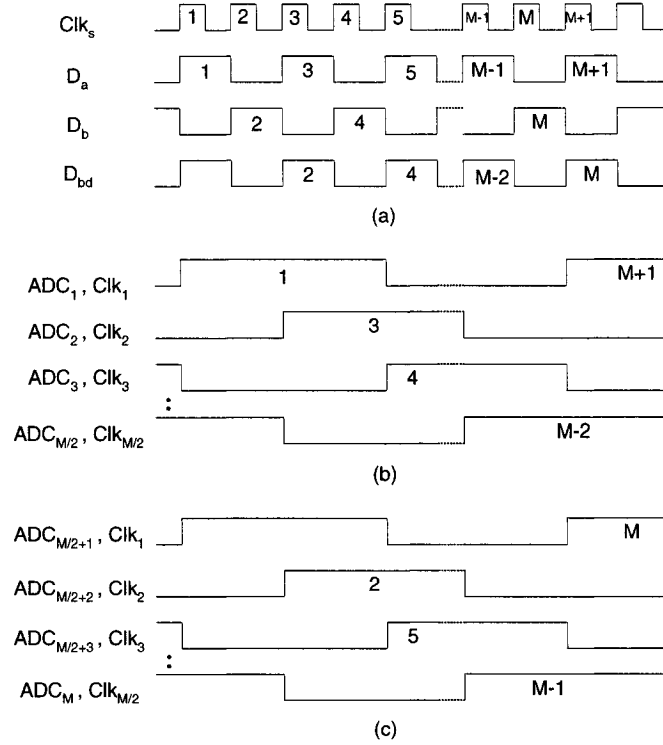 Clk_s 1 2 3 4 5 M-1 M M+1
D_a 1 3 5 M-1 M+1
D_b 2 4 M
D_bd 2 4 M-2 M
(a)
ADC_1 , Clk_1 1 M+1
ADC_2 , Clk_2 3
ADC_3 , Clk_3 4
:
ADC_M/2 , Clk_M/2 M-2
(b)
ADC_M/2+1 , Clk_1 M
ADC_M/2+2 , Clk_2 2
ADC_M/2+3 , Clk_3 5
:
ADC_M , Clk_M/2 M-1
(c)